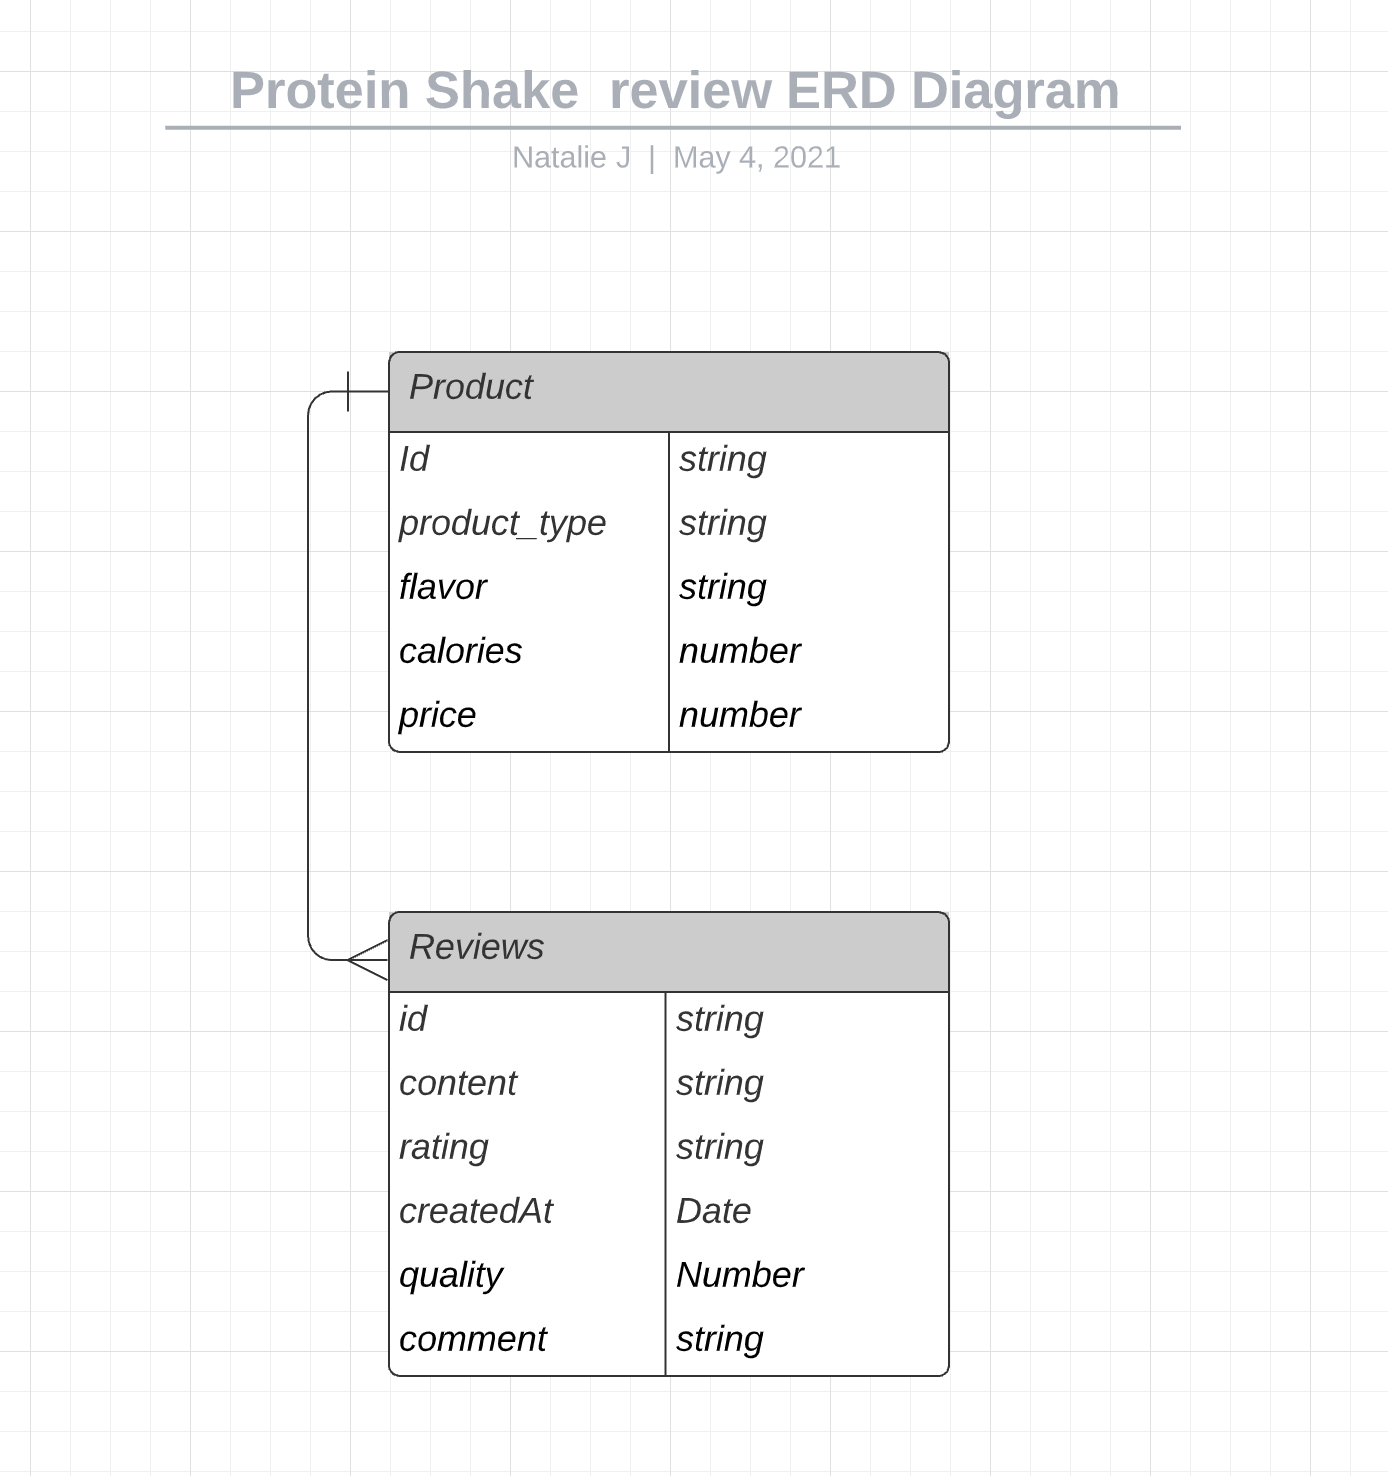 Protein Shake  review ERD Diagram
Natalie J | May 4, 2021
Product
Id string
product_type string
flavor string
calories number
price number
Reviews
id string
content string
rating string
createdAt Date
quality Number
comment string